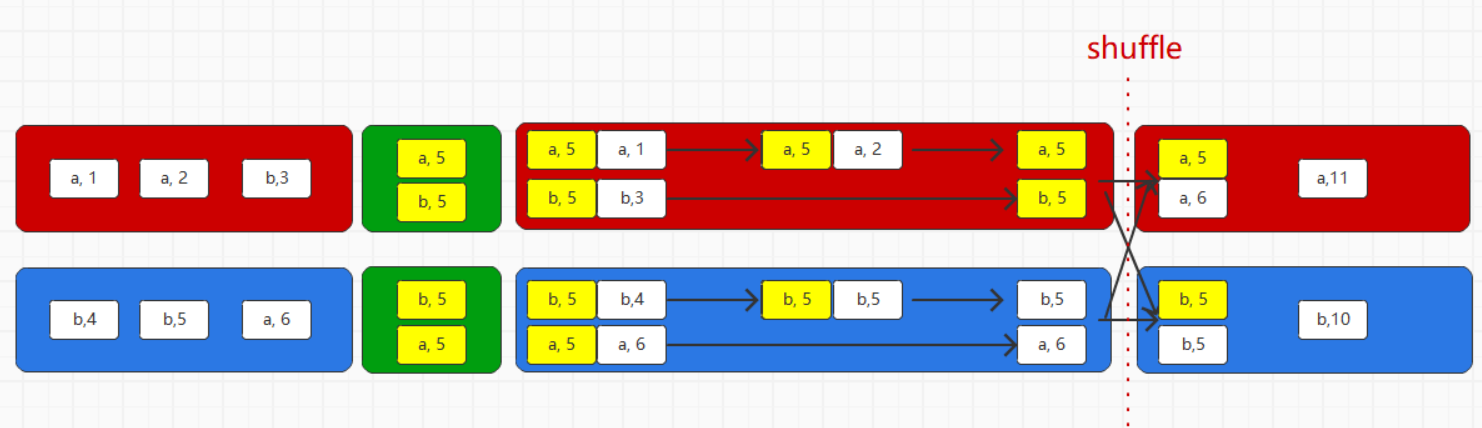 shuffle
a, 1 a, 2 b,3
a, 5
b, 5
a, 5 a, 1 a, 5 a, 2 a, 5
b, 5 b,3 b, 5
a, 5
a, 6
a,11
b,4 b,5 a, 6
b, 5
a, 5
b, 5 b,4 b, 5 b,5 b,5
a, 5 a, 6 a, 6
b, 5
b,5
b,10